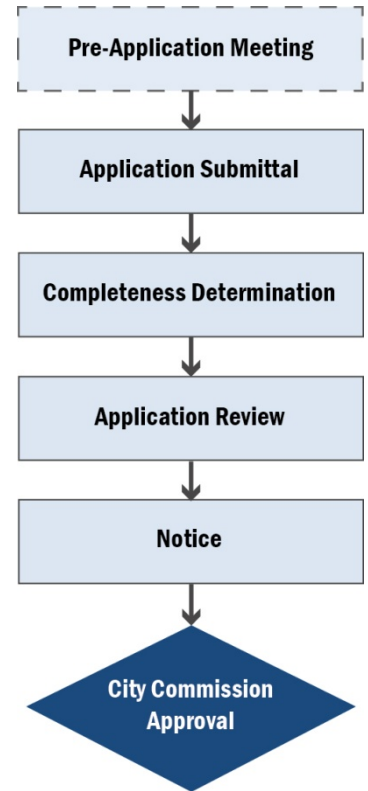 Pre-Application Meeting
Application Submittal
Completeness Determination
Application Review
Notice
City Commission
Approval